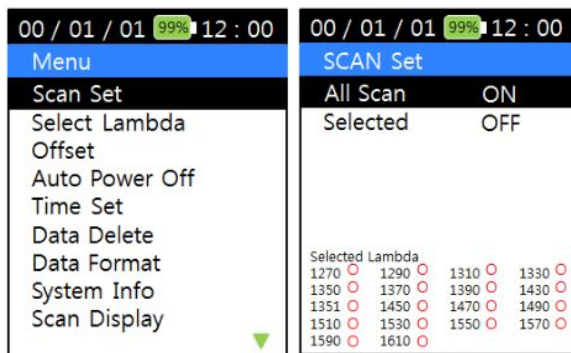 00 / 01 / 01 99% 12 : 00
Menu
Scan Set
Select Lambda
Offset
Auto Power Off
Time Set
Data Delete
Data Format
System Info
Scan Display
00 / 01 / 01 99% 12 : 00
SCAN Set
All Scan ON
Selected OFF
Selected Lambda
1270 1290 1310 1330
1350 1370 1390 1430
1351 1450 1470 1490
1510 1530 1550 1570
1590 1610